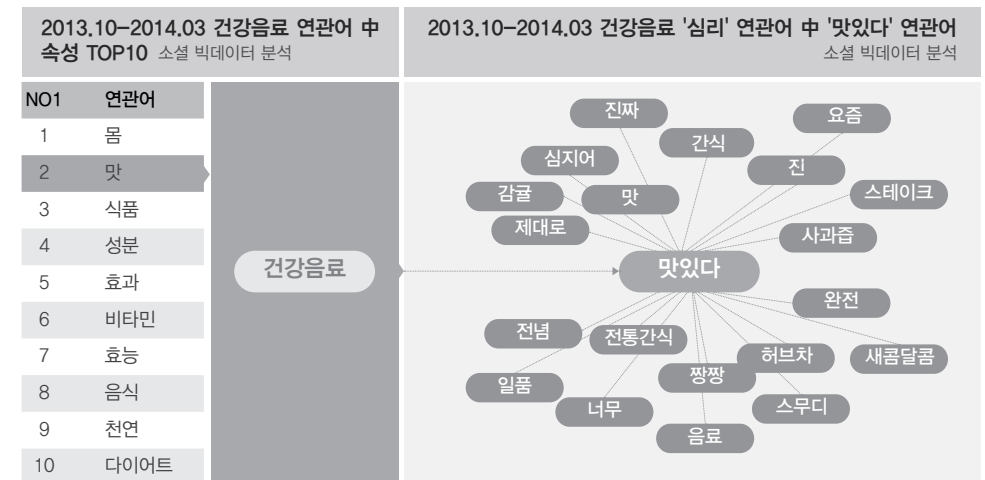 2013.10-2014.03 건강음료 연관어 中
속성 TOP10 소셜 빅데이터 분석
2013.10-2014.03 건강음료 '심리' 연관어 中 '맛있다' 연관어
소셜 빅데이터 분석
NO1 연관어
1 몸
2 맛
3 식품
4 성분
5 효과
6 비타민
7 효능
8 음식
9 천연
10 다이어트
건강음료
진짜
요즘
간식
심지어
진
감귤
맛
스테이크
제대로
사과즙
맛있다
완전
전념
전통간식
허브차
새콤달콤
짱짱
일품
너무
스무디
음료